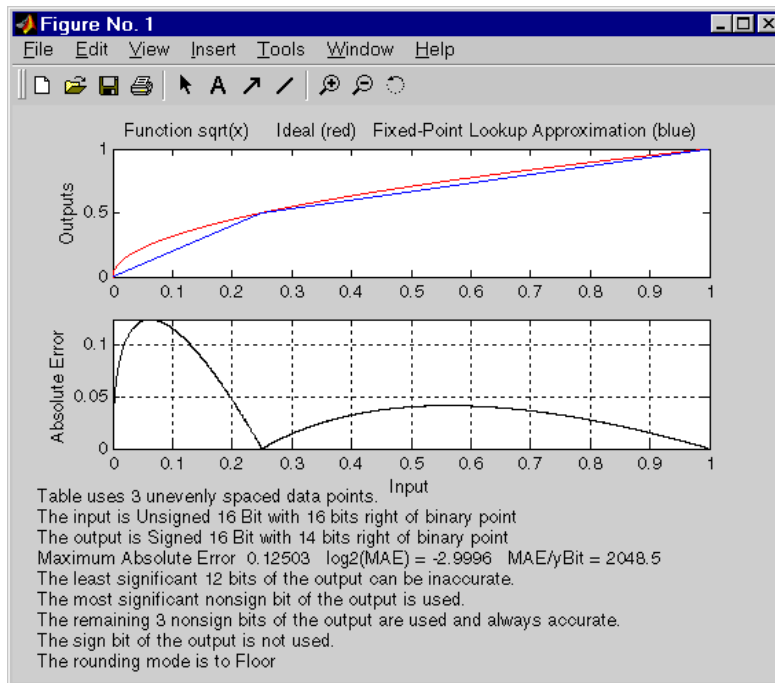 Figure No. 1
File Edit View Insert Tools Window Help
A
Function sqrt(x) Ideal (red) Fixed-Point Lookup Approximation (blue)
Outputs
1
0.5
0
0 0.1 0.2 0.3 0.4 0.5 0.6 0.7 0.8 0.9 1
Absolute Error
0.1
0.05
0
0 0.1 0.2 0.3 0.4 0.5 0.6 0.7 0.8 0.9 1
Input
Table uses 3 unevenly spaced data points.
The input is Unsigned 16 Bit with 16 bits right of binary point
The output is Signed 16 Bit with 14 bits right of binary point
Maximum Absolute Error 0.12503 log2(MAE) = -2.9996 MAE/yBit = 2048.5
The least significant 12 bits of the output can be inaccurate.
The most significant nonsign bit of the output is used.
The remaining 3 nonsign bits of the output are used and always accurate.
The sign bit of the output is not used.
The rounding mode is to Floor